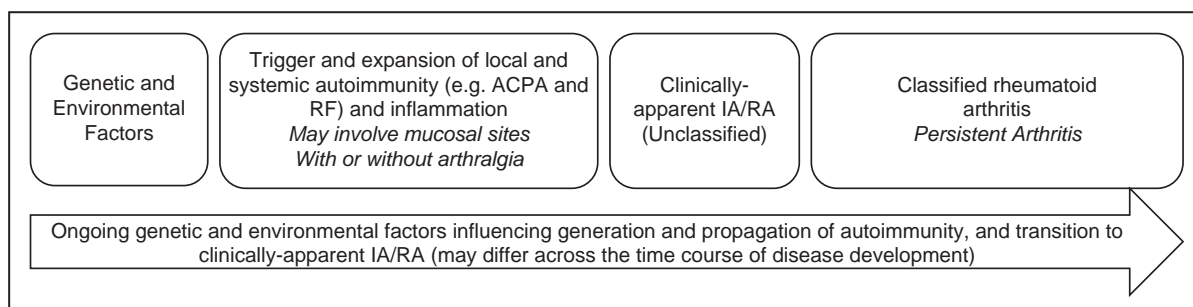 Genetic and
Environmental
Factors
Trigger and expansion of local and
systemic autoimmunity (e.g. ACPA and
RF) and inflammation
May involve mucosal sites
With or without arthralgia
Clinically-
apparent IA/RA
(Unclassified)
Classified rheumatoid
arthritis
Persistent Arthritis
Ongoing genetic and environmental factors influencing generation and propagation of autoimmunity, and transition to
clinically-apparent IA/RA (may differ across the time course of disease development)